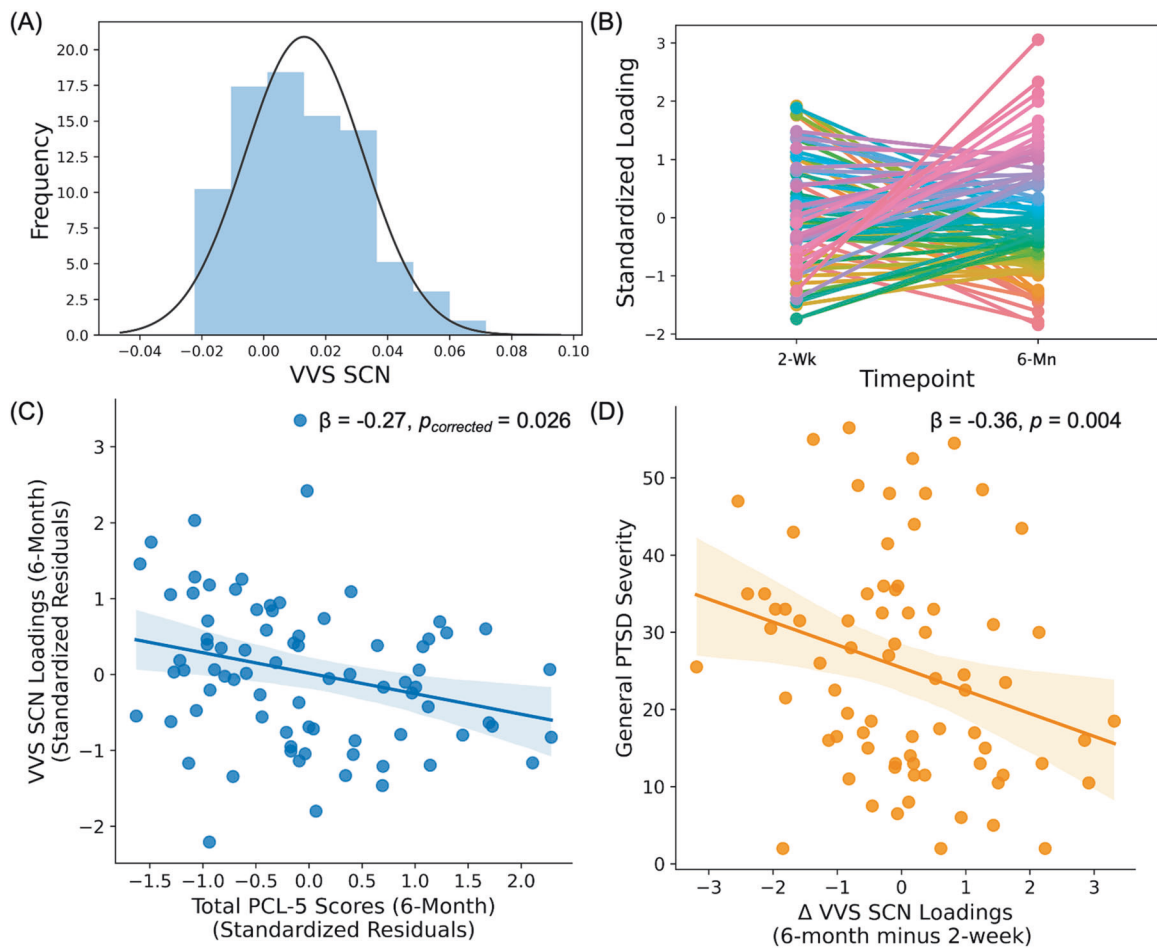 (A)
20.0
17.5
15.0
12.5
10.0
7.5
5.0
2.5
0.0
Frequency
−0.04 −0.02 0.00 0.02 0.04 0.06 0.08 0.10
VVS SCN
(B)
3
2
1
0
−1
−2
Standardized Loading
2-Wk 6-Mn
Timepoint
(C)
β = -0.27, pcorrected = 0.026
3
2
1
0
−1
−2
VVS SCN Loadings (6-Month)
(Standardized Residuals)
−1.5 −1.0 −0.5 0.0 0.5 1.0 1.5 2.0
Total PCL-5 Scores (6-Month)
(Standardized Residuals)
(D)
β = -0.36, p = 0.004
50
40
30
20
10
0
General PTSD Severity
−3 −2 −1 0 1 2 3
Δ VVS SCN Loadings
(6-month minus 2-week)